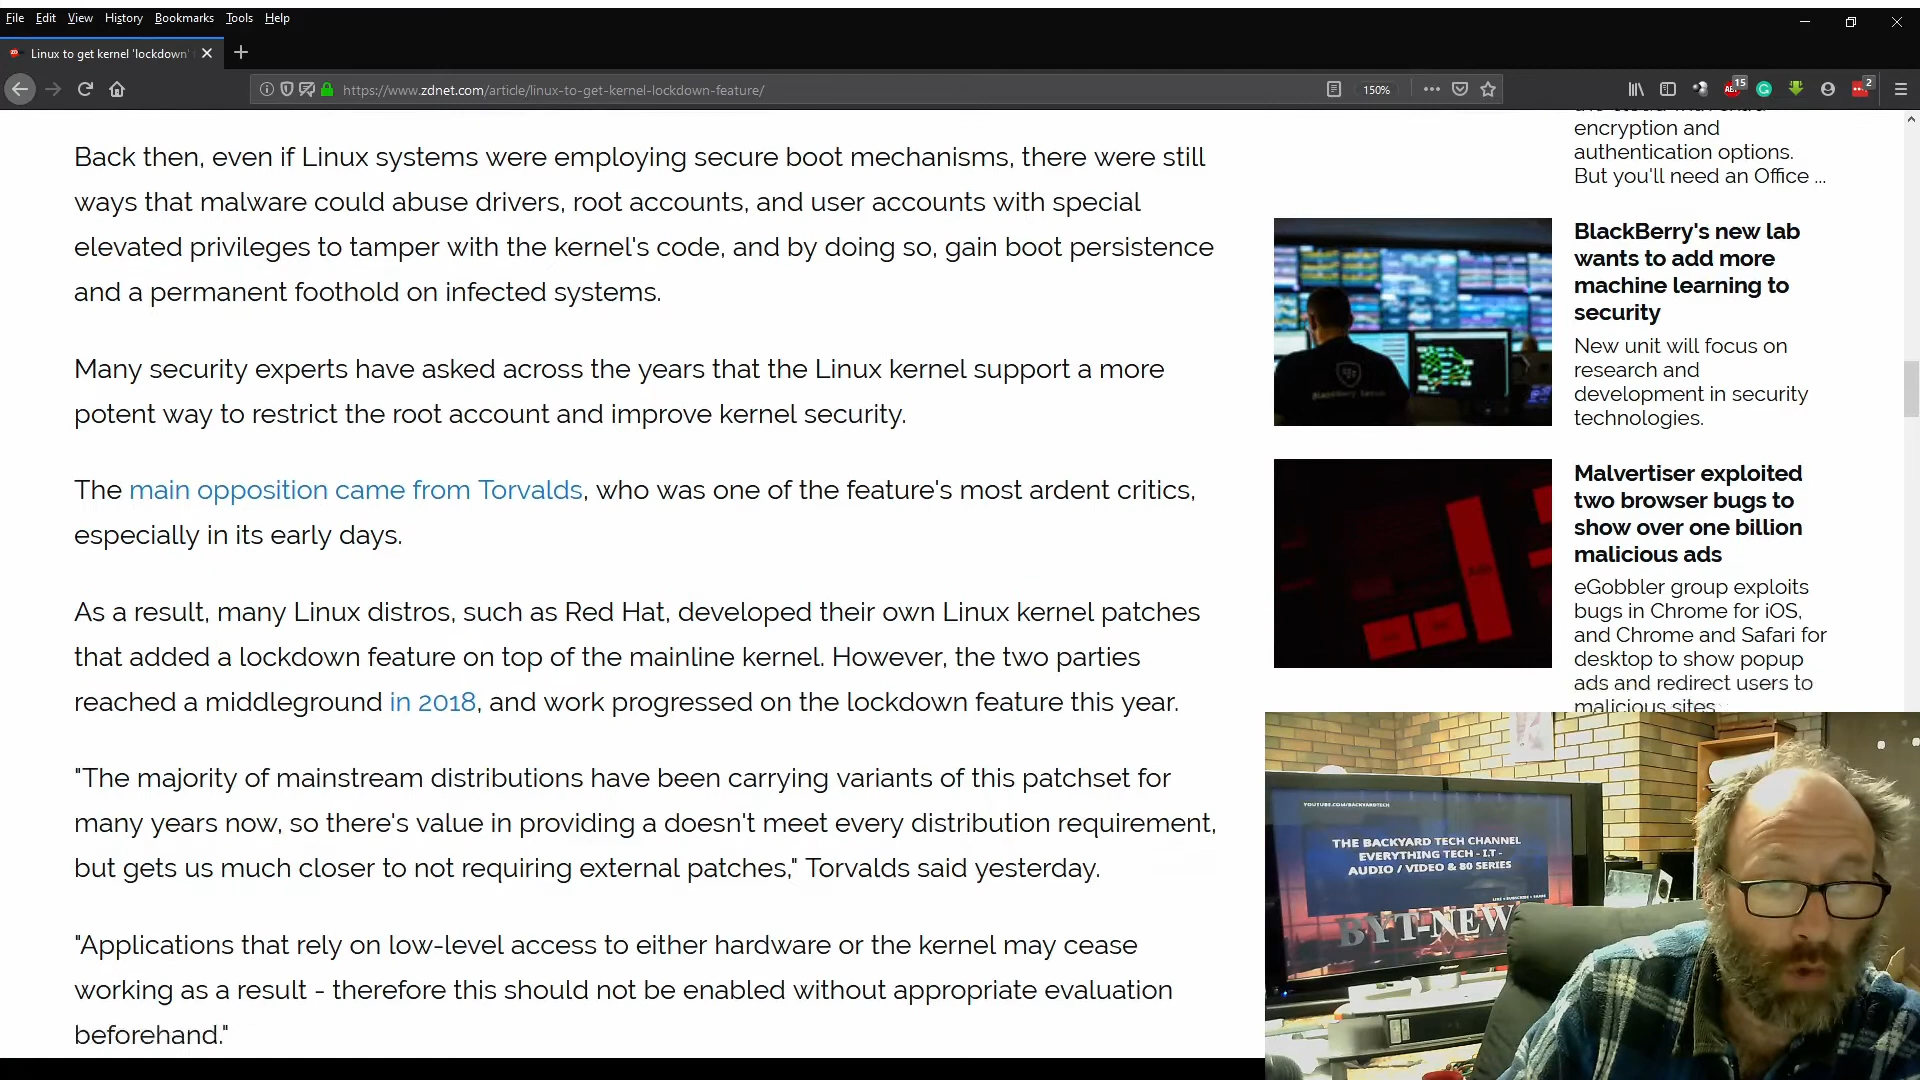 File Edit View History Bookmarks Tools Help
Linux to get kernel 'lockdown'
https://www.zdnet.com/article/linux-to-get-kernel-lockdown-feature/
150%
15
2
Back then, even if Linux systems were employing secure boot mechanisms, there were still
ways that malware could abuse drivers, root accounts, and user accounts with special
elevated privileges to tamper with the kernel's code, and by doing so, gain boot persistence
and a permanent foothold on infected systems.
Many security experts have asked across the years that the Linux kernel support a more
potent way to restrict the root account and improve kernel security.
The main opposition came from Torvalds, who was one of the feature's most ardent critics,
especially in its early days.
As a result, many Linux distros, such as Red Hat, developed their own Linux kernel patches
that added a lockdown feature on top of the mainline kernel. However, the two parties
reached a middleground in 2018, and work progressed on the lockdown feature this year.
"The majority of mainstream distributions have been carrying variants of this patchset for
many years now, so there's value in providing a doesn't meet every distribution requirement,
but gets us much closer to not requiring external patches," Torvalds said yesterday.
"Applications that rely on low-level access to either hardware or the kernel may cease
working as a result - therefore this should not be enabled without appropriate evaluation
beforehand."
encryption and
authentication options.
But you'll need an Office ...
BlackBerry's new lab
wants to add more
machine learning to
security
New unit will focus on
research and
development in security
technologies.
Malvertiser exploited
two browser bugs to
show over one billion
malicious ads
eGobbler group exploits
bugs in Chrome for iOS,
and Chrome and Safari for
desktop to show popup
ads and redirect users to
malicious sites.
YOUTUBE.COM/BACKYARDTECH
THE BACKYARD TECH CHANNEL
EVERYTHING TECH - I.T -
AUDIO / VIDEO & 80 SERIES
BYT-NEW